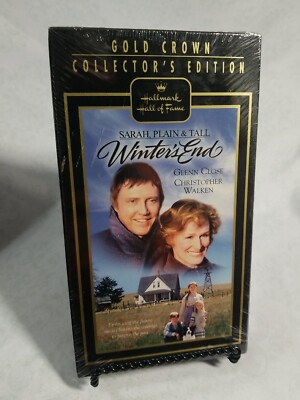 GOLD CROWN
COLLECTOR'S EDITION
Hallmark
Hall of Fame
SARAH, PLAIN & TALL
Winter's End
GLENN CLOSE
CHRISTOPHER
WALKEN